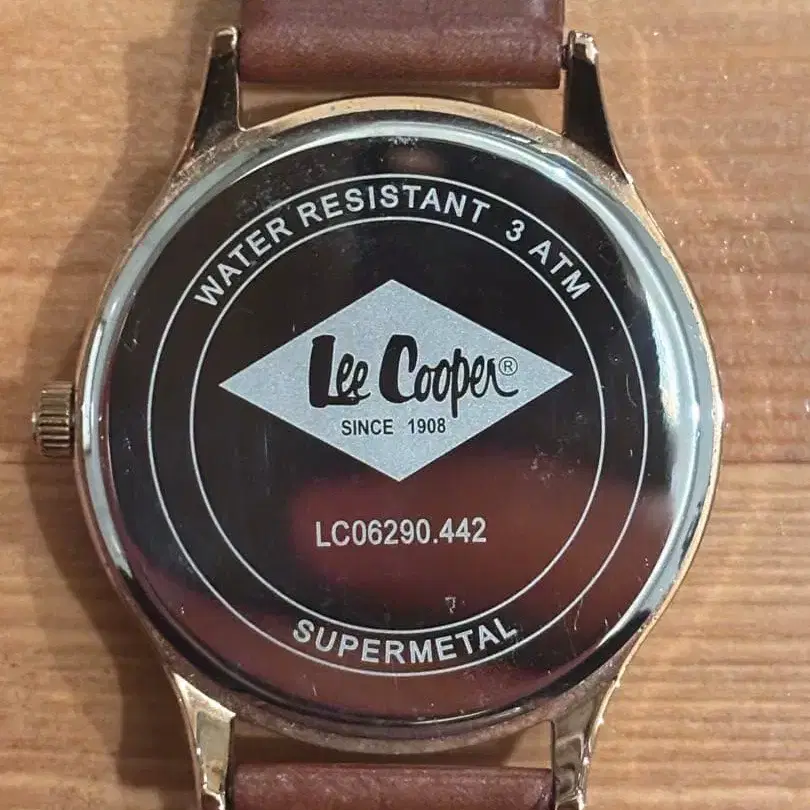 WATER RESISTANT 3 ATM
Lee Cooper®
SINCE 1908
LC06290.442
SUPERMETAL